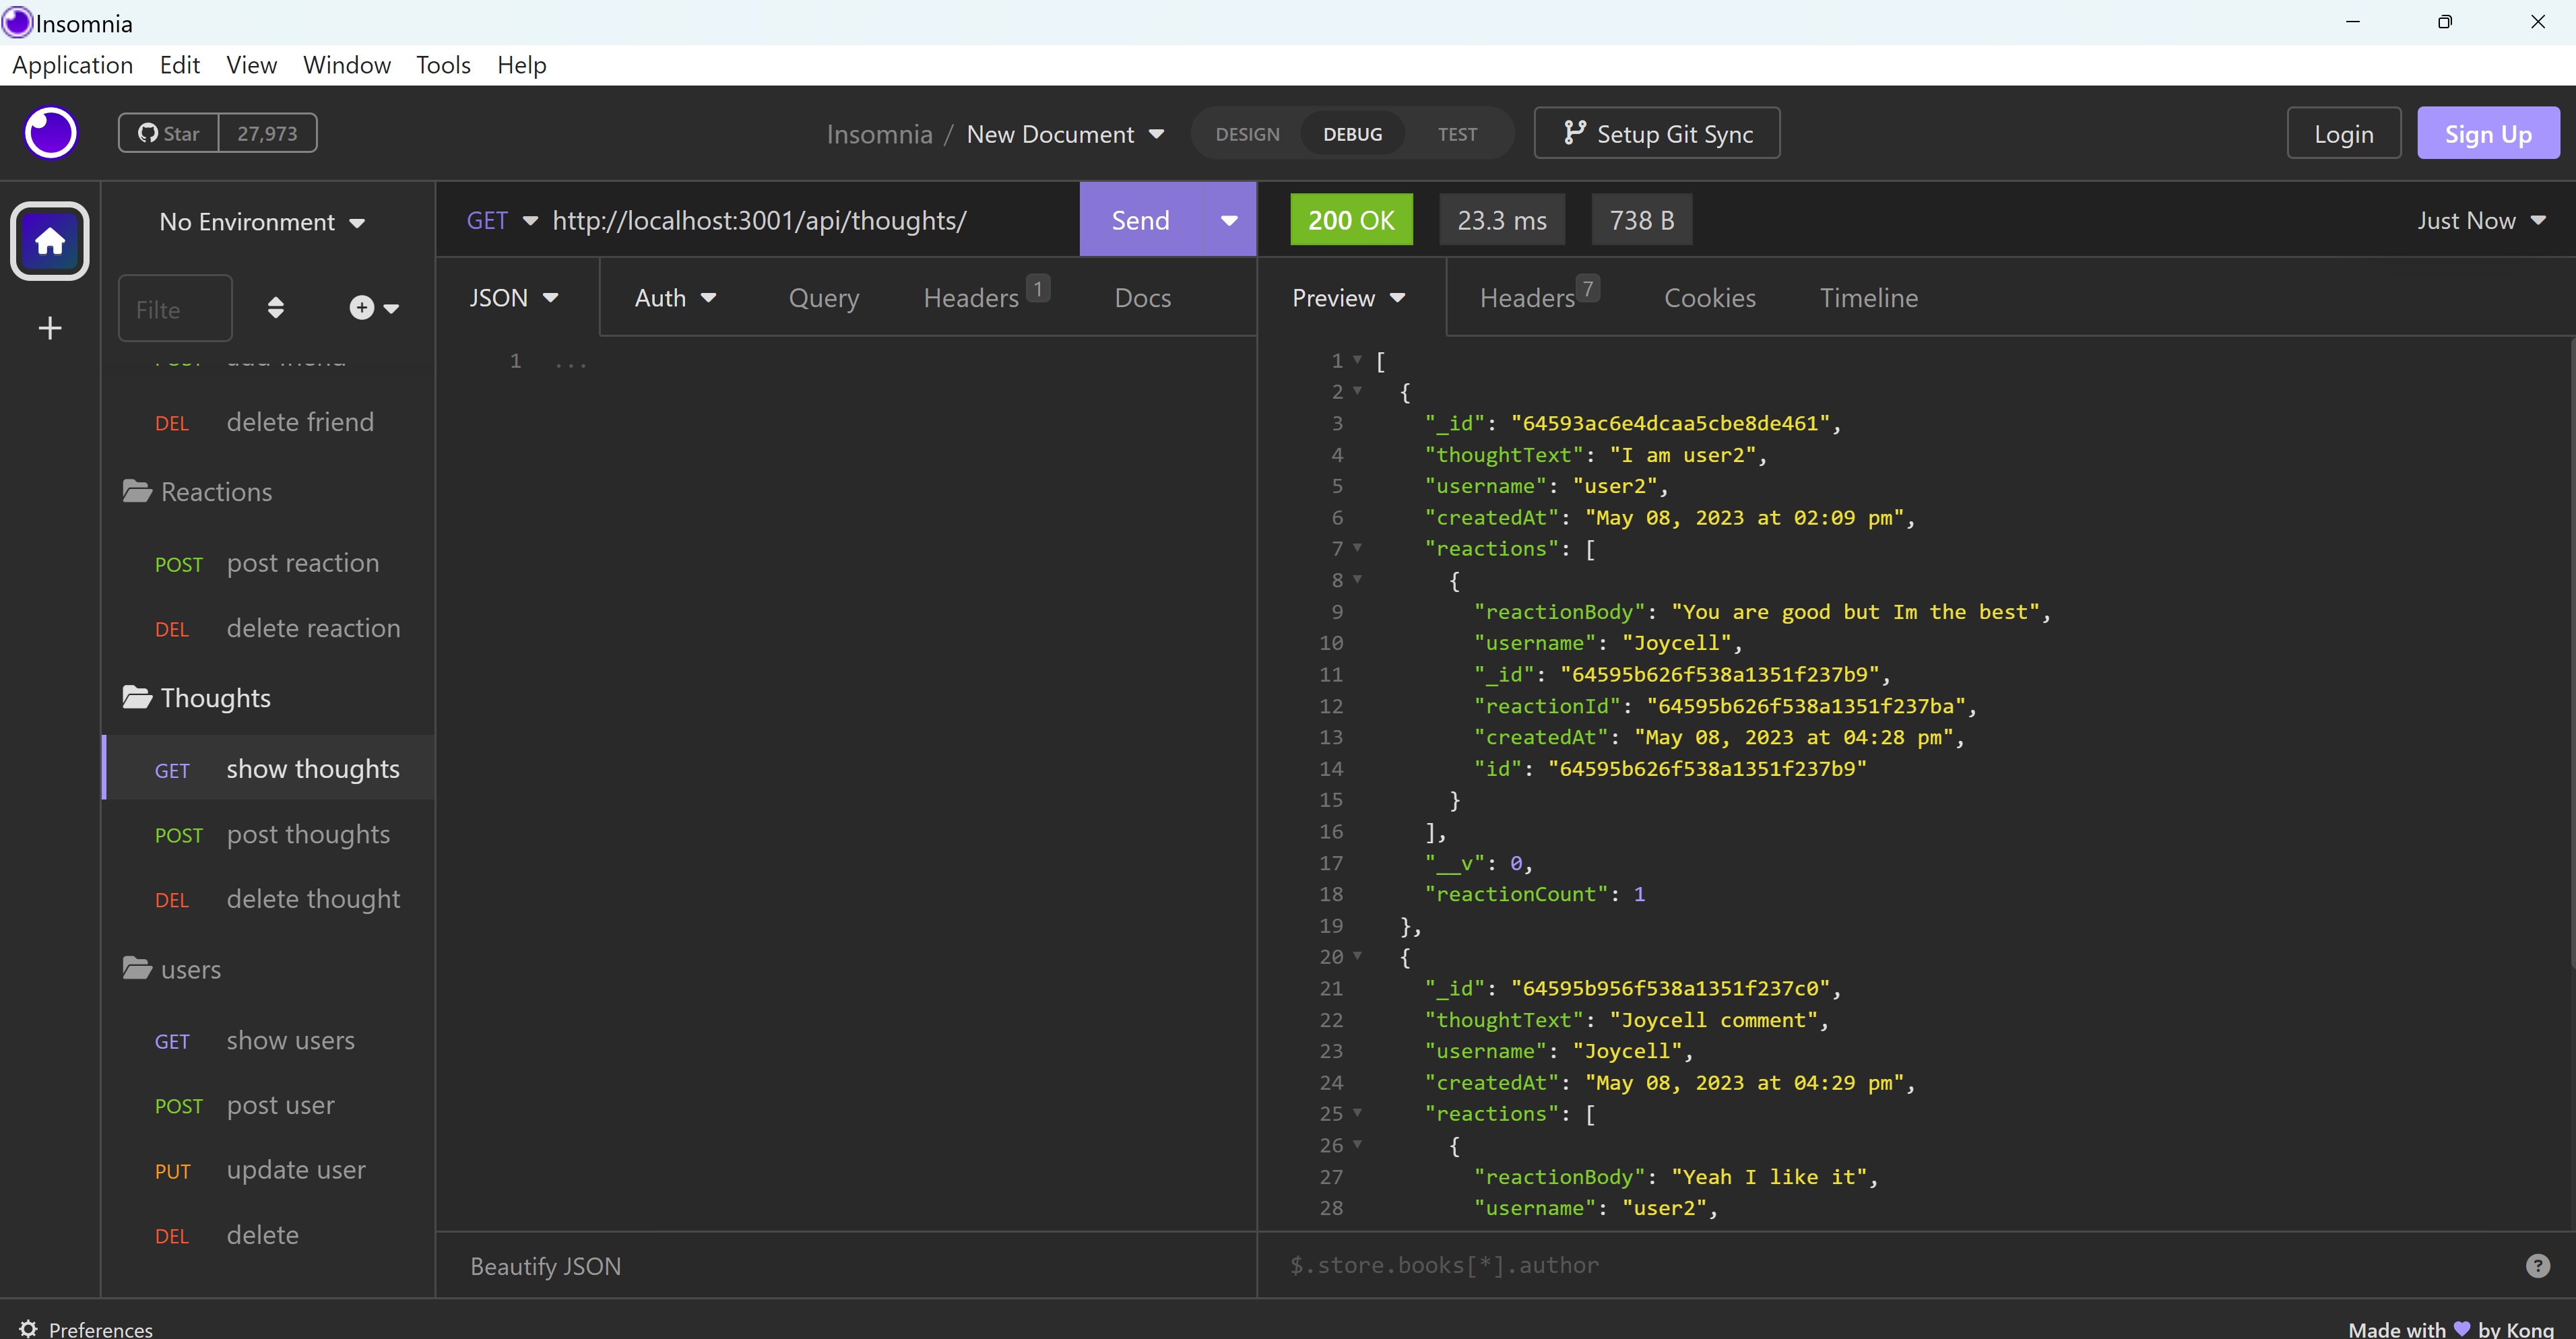 Insomnia
Application Edit View Window Tools Help
Star 27,973
Insomnia / New Document
DESIGN DEBUG TEST
Setup Git Sync
Login
Sign Up
No Environment
Filte
delete friend
DEL
Reactions
POST post reaction
DEL delete reaction
Thoughts
GET show thoughts
POST post thoughts
DEL delete thought
users
GET show users
POST post user
PUT update user
DEL delete
GET http://localhost:3001/api/thoughts/ Send
JSON Auth Query Headers 1 Docs
1 ...
Beautify JSON
200 OK 23.3 ms 738 B Just Now
Preview Headers 7 Cookies Timeline
1 [
2 {
3 "_id": "64593ac6e4dcaa5cbe8de461",
4 "thoughtText": "I am user2",
5 "username": "user2",
6 "createdAt": "May 08, 2023 at 02:09 pm",
7 "reactions": [
8 {
9 "reactionBody": "You are good but Im the best",
10 "username": "Joycell",
11 "_id": "64595b626f538a1351f237b9",
12 "reactionId": "64595b626f538a1351f237ba",
13 "createdAt": "May 08, 2023 at 04:28 pm",
14 "id": "64595b626f538a1351f237b9"
15 }
16 ],
17 "__v": 0,
18 "reactionCount": 1
19 },
20 {
21 "_id": "64595b956f538a1351f237c0",
22 "thoughtText": "Joycell comment",
23 "username": "Joycell",
24 "createdAt": "May 08, 2023 at 04:29 pm",
25 "reactions": [
26 {
27 "reactionBody": "Yeah I like it",
28 "username": "user2",
$.store.books[*].author
Preferences
Made with 💜 by Kong